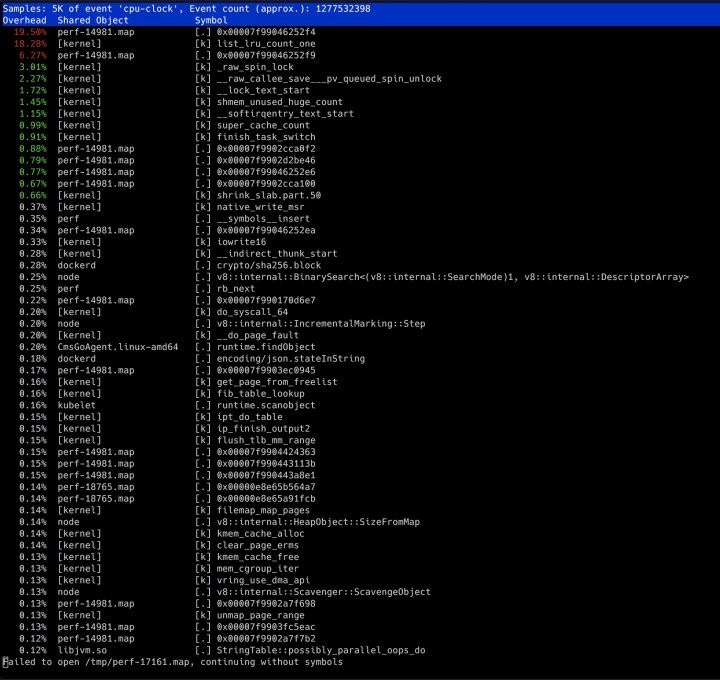 Samples: 5K of event 'cpu-clock', Event count (approx.): 1277532398
Overhead  Shared Object            Symbol
19.50%  perf-14981.map           [.] 0x00007f99046252f4
18.28%  [kernel]                 [k] list_lru_count_one
6.27%  perf-14981.map           [.] 0x00007f99046252f9
3.01%  [kernel]                 [k] _raw_spin_lock
2.27%  [kernel]                 [k] __raw_callee_save___pv_queued_spin_unlock
1.72%  [kernel]                 [k] __lock_text_start
1.45%  [kernel]                 [k] shmem_unused_huge_count
1.15%  [kernel]                 [k] __softirqentry_text_start
0.99%  [kernel]                 [k] super_cache_count
0.91%  [kernel]                 [k] finish_task_switch
0.88%  perf-14981.map           [.] 0x00007f9902cca0f2
0.79%  perf-14981.map           [.] 0x00007f9902d2be46
0.77%  perf-14981.map           [.] 0x00007f99046252e6
0.67%  perf-14981.map           [.] 0x00007f9902cca100
0.66%  [kernel]                 [k] shrink_slab.part.50
0.37%  [kernel]                 [k] native_write_msr
0.35%  perf                     [.] __symbols__insert
0.34%  perf-14981.map           [.] 0x00007f99046252ea
0.33%  [kernel]                 [k] iowrite16
0.28%  [kernel]                 [k] __indirect_thunk_start
0.28%  dockerd                  [.] crypto/sha256.block
0.25%  node                     [.] v8::internal::BinarySearch<(v8::internal::SearchMode)1, v8::internal::DescriptorArray>
0.25%  perf                     [.] rb_next
0.22%  perf-14981.map           [.] 0x00007f990170d6e7
0.20%  [kernel]                 [k] do_syscall_64
0.20%  node                     [.] v8::internal::IncrementalMarking::Step
0.20%  [kernel]                 [k] __do_page_fault
0.20%  CmsGoAgent.linux-amd64   [.] runtime.findObject
0.18%  dockerd                  [.] encoding/json.stateInString
0.17%  perf-14981.map           [.] 0x00007f9903ec0945
0.16%  [kernel]                 [k] get_page_from_freelist
0.16%  [kernel]                 [k] fib_table_lookup
0.16%  kubelet                  [.] runtime.scanobject
0.15%  [kernel]                 [k] ipt_do_table
0.15%  [kernel]                 [k] ip_finish_output2
0.15%  [kernel]                 [k] flush_tlb_mm_range
0.15%  perf-14981.map           [.] 0x00007f9904424363
0.15%  perf-14981.map           [.] 0x00007f990443113b
0.15%  perf-14981.map           [.] 0x00007f990443a8e1
0.14%  perf-18765.map           [.] 0x00000e8e65b564a7
0.14%  perf-18765.map           [.] 0x00000e8e65a91fcb
0.14%  [kernel]                 [k] filemap_map_pages
0.14%  node                     [.] v8::internal::HeapObject::SizeFromMap
0.14%  [kernel]                 [k] kmem_cache_alloc
0.14%  [kernel]                 [k] clear_page_erms
0.13%  [kernel]                 [k] kmem_cache_free
0.13%  [kernel]                 [k] mem_cgroup_iter
0.13%  [kernel]                 [k] vring_use_dma_api
0.13%  node                     [.] v8::internal::Scavenger::ScavengeObject
0.13%  perf-14981.map           [.] 0x00007f9902a7f698
0.13%  [kernel]                 [k] unmap_page_range
0.13%  perf-14981.map           [.] 0x00007f9903fc5eac
0.12%  perf-14981.map           [.] 0x00007f9902a7f7b2
0.12%  libjvm.so                [.] StringTable::possibly_parallel_oops_do
Failed to open /tmp/perf-17161.map, continuing without symbols